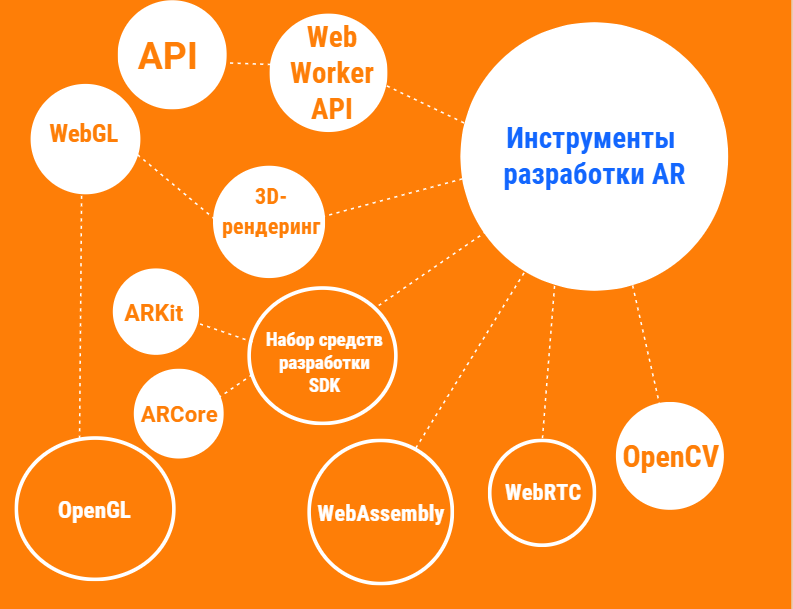 API
Web
Worker
API
WebGL
Инструменты
разработки AR
3D-
рендеринг
ARKit
Набор средств
разработки
SDK
ARCore
OpenCV
OpenGL
WebAssembly
WebRTC